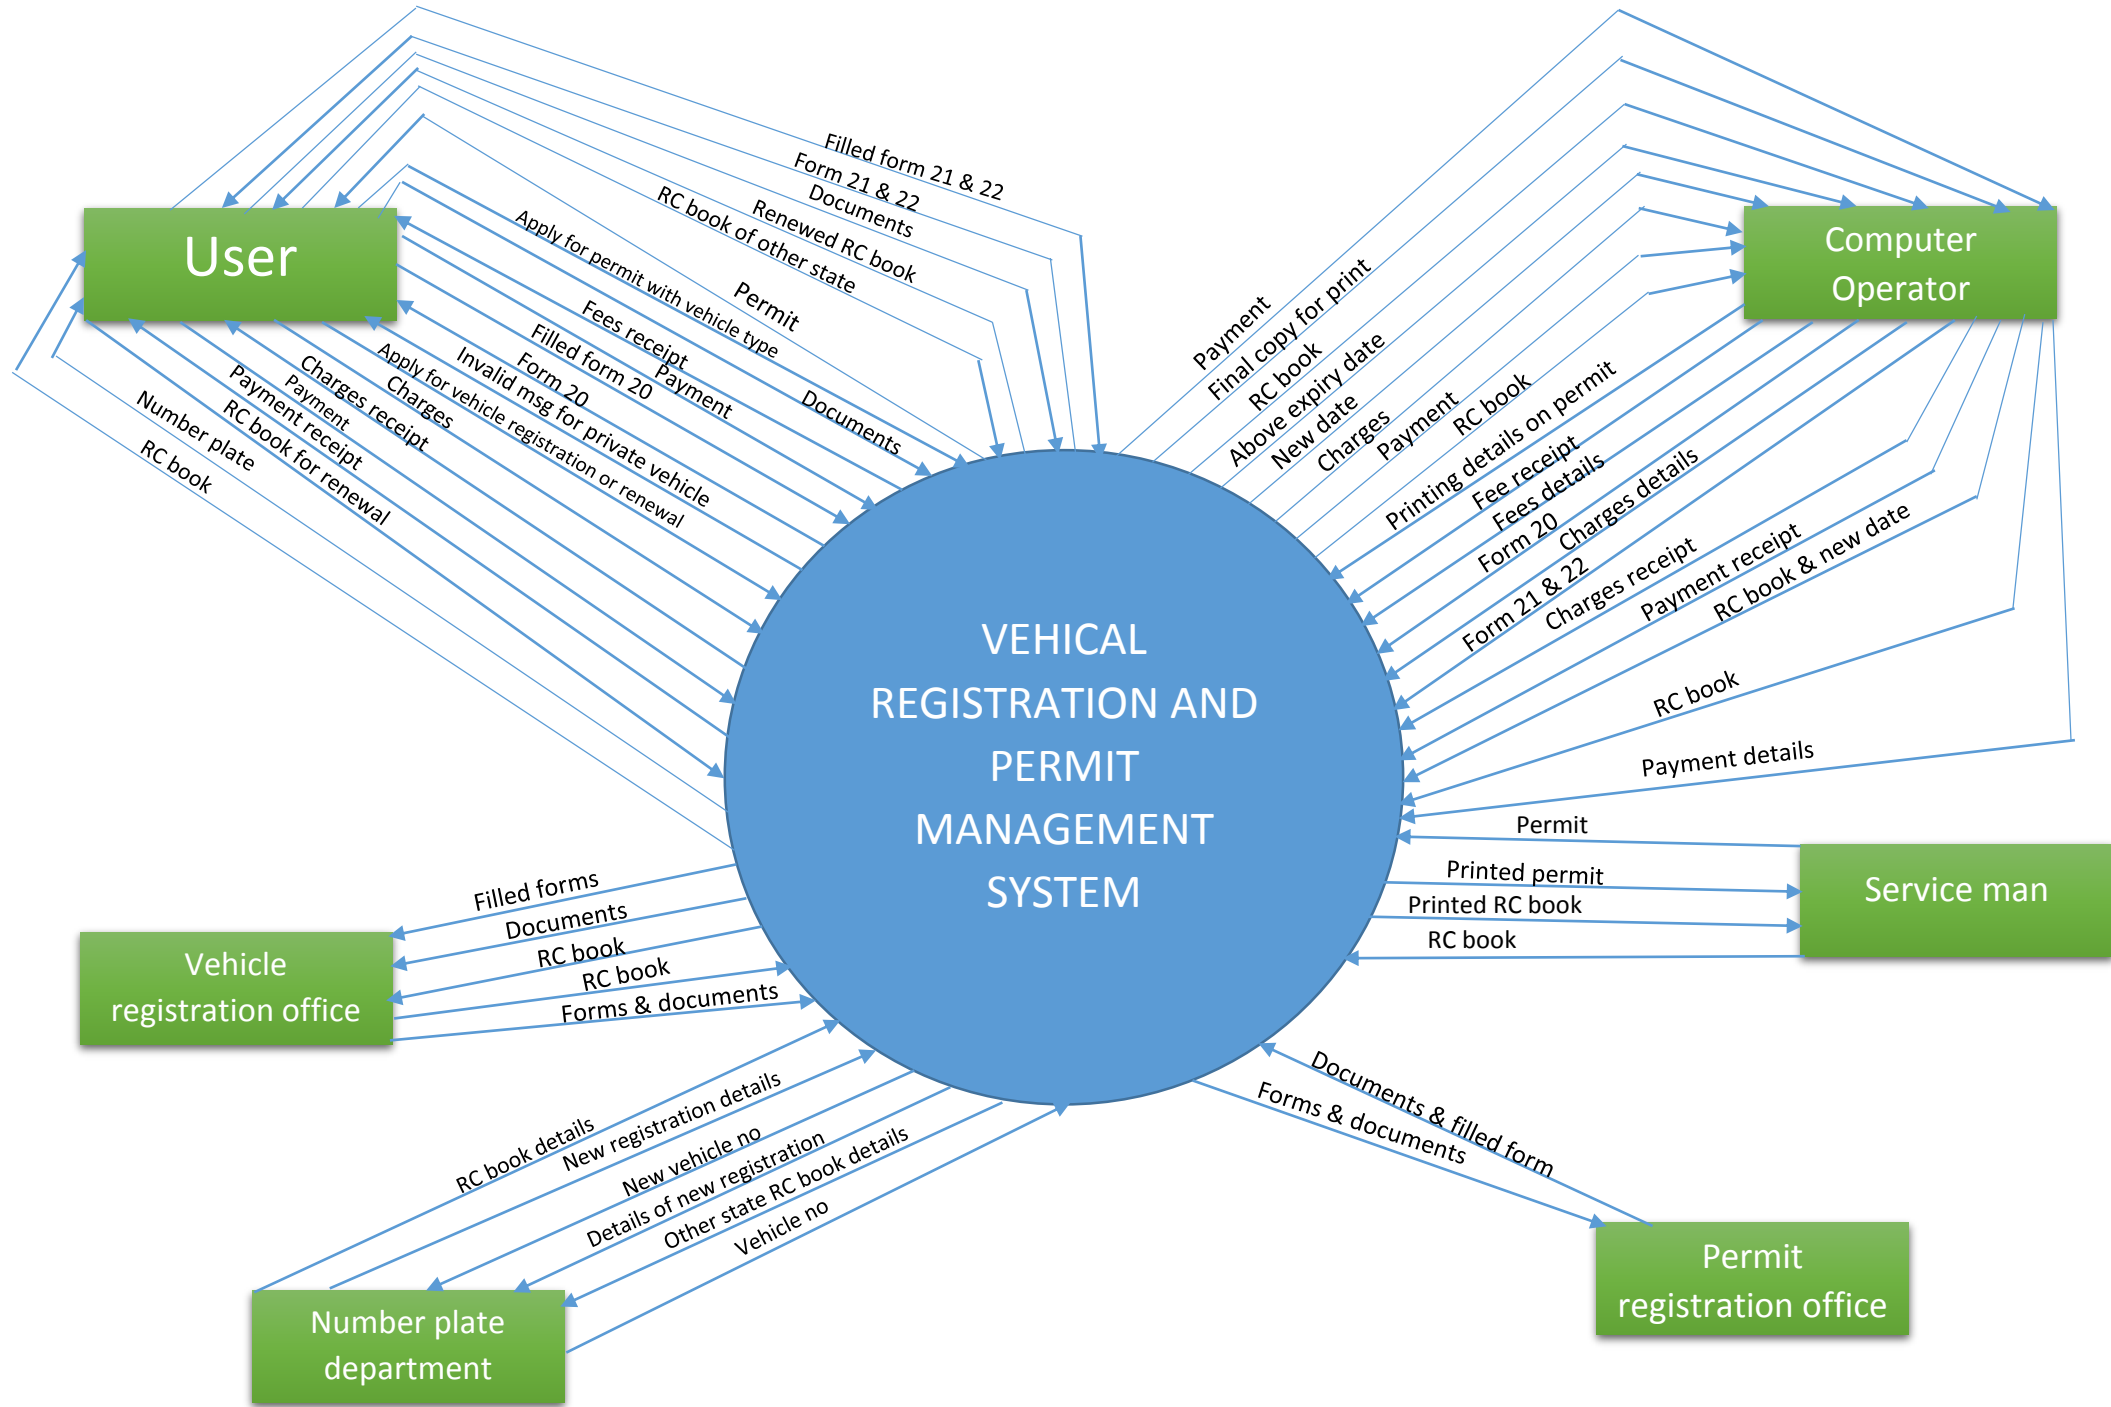 Filled form 21 & 22
Form 21 & 22
Documents
Renewed RC book
RC book of other state
Permit
Apply for permit with vehicle type
Documents
Fees receipt
Payment
Filled form 20
Form 20
Invalid msg for private vehicle
Apply for vehicle registration or renewal
Charges
Charges receipt
Payment
Payment receipt
RC book for renewal
Number plate
RC book
User
Payment
Final copy for print
RC book
Above expiry date
New date
Charges
Payment
RC book
Printing details on permit
Fee receipt
Fees details
Form 20
Charges details
Form 21 & 22
Charges receipt
Payment receipt
RC book & new date
RC book
Payment details
Computer
Operator
VEHICAL
REGISTRATION AND
PERMIT
MANAGEMENT
SYSTEM
Permit
Printed permit
Printed RC book
RC book
Service man
Filled forms
Documents
RC book
RC book
Forms & documents
Vehicle
registration office
RC book details
New registration details
New vehicle no
Details of new registration
Other state RC book details
Vehicle no
Number plate
department
Documents & filled form
Forms & documents
Permit
registration office